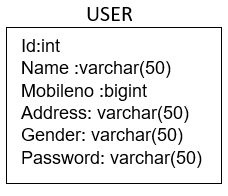 USER
Id:int
Name :varchar(50)
Mobileno :bigint
Address: varchar(50)
Gender: varchar(50)
Password: varchar(50)